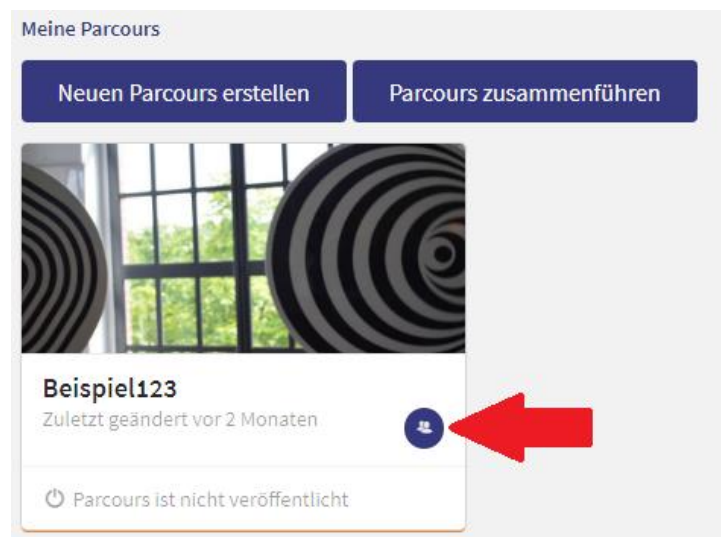 Meine Parcours
Neuen Parcours erstellen
Parcours zusammenführen
Beispiel123
Zuletzt geändert vor 2 Monaten
Parcours ist nicht veröffentlicht